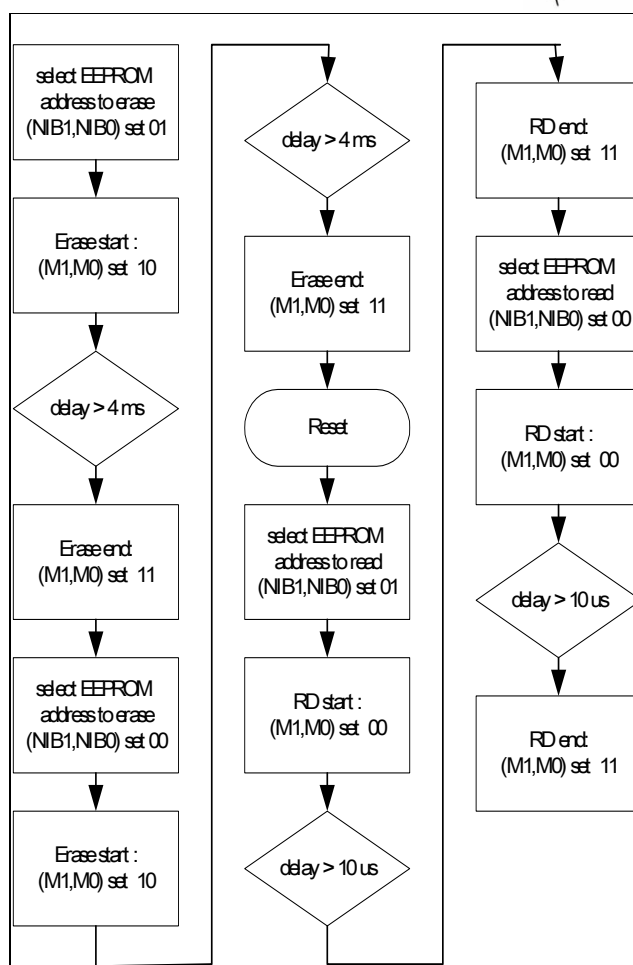 select EEPROM
address to erase
(NIB1,NIB0) set 01
Erase start :
(M1,M0) set 10
delay > 4 ms
Erase end:
(M1,M0) set 11
select EEPROM
address to erase
(NIB1,NIB0) set 00
Erase start :
(M1,M0) set 10
delay > 4 ms
Erase end:
(M1,M0) set 11
Reset
select EEPROM
address to read
(NIB1,NIB0) set 01
RD start :
(M1,M0) set 00
delay > 10 us
RD end:
(M1,M0) set 11
select EEPROM
address to read
(NIB1,NIB0) set 00
RD start :
(M1,M0) set 00
delay > 10 us
RD end:
(M1,M0) set 11